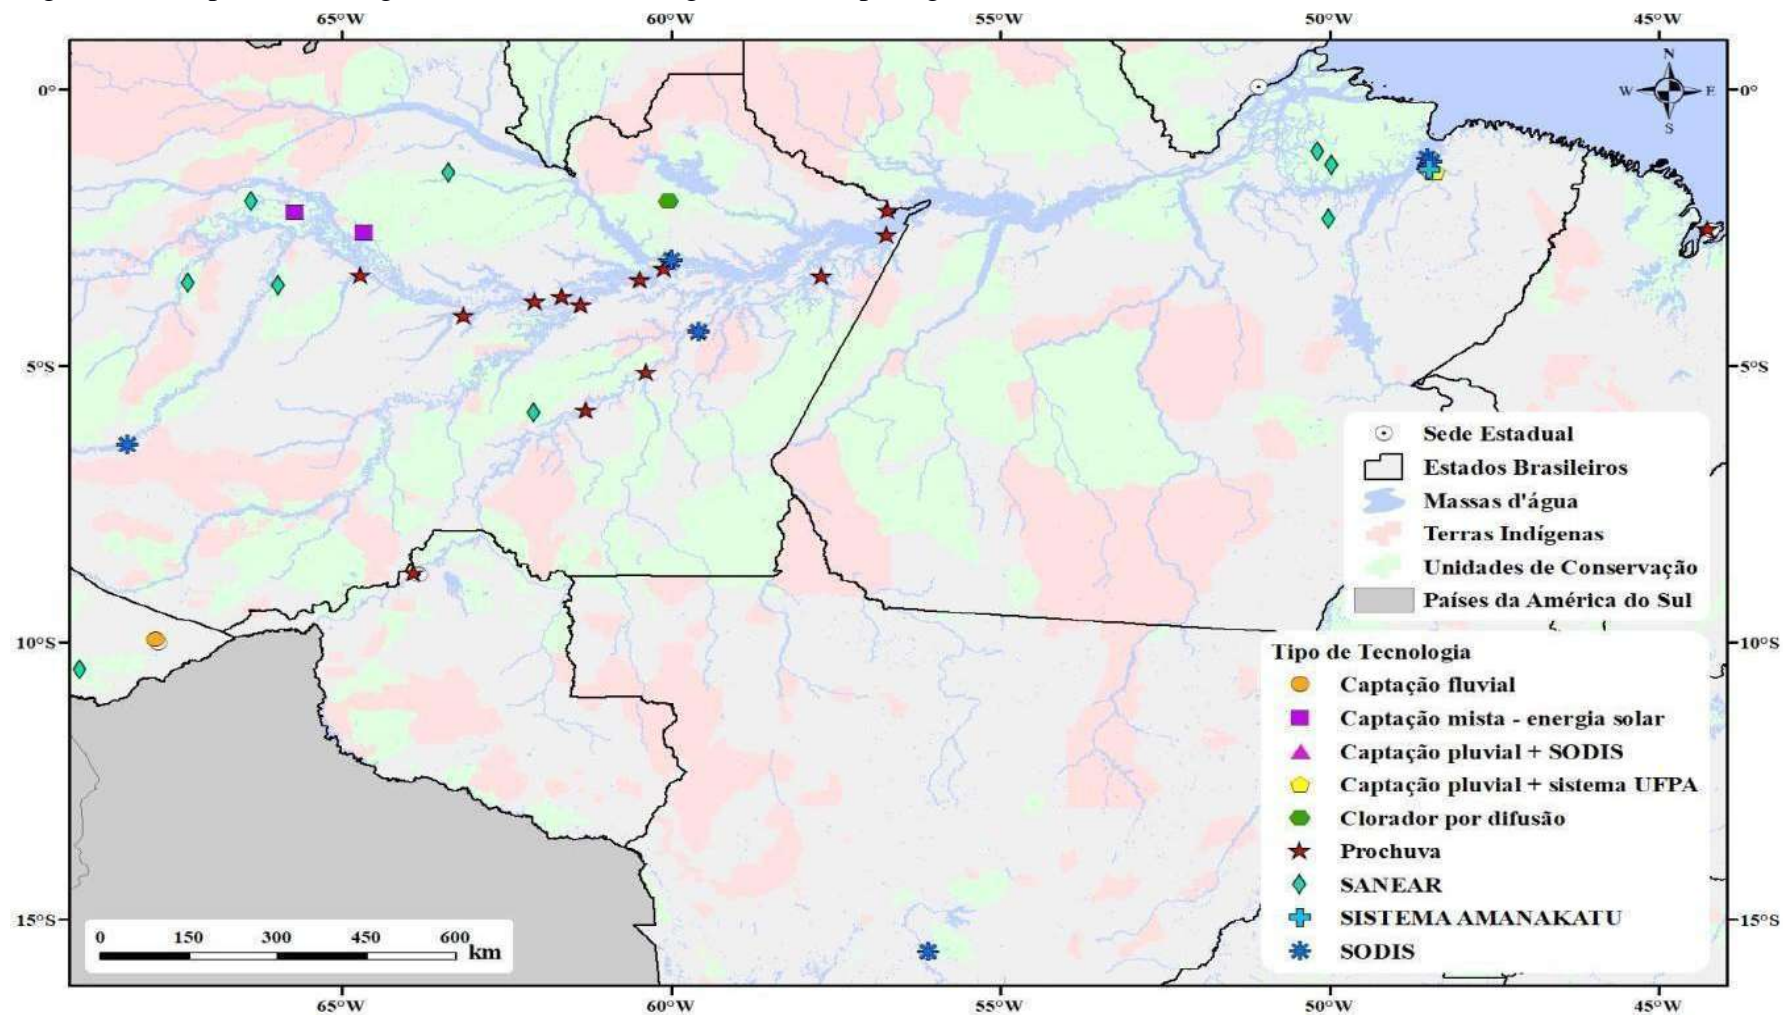 65°W 60°W 55°W 50°W 45°W
N
W E
S
0° 0°
5°S 5°S
Sede Estadual
Estados Brasileiros
Massas d'água
Terras Indígenas
Unidades de Conservação
Países da América do Sul
10°S 10°S
Tipo de Tecnologia
Captação fluvial
Captação mista - energia solar
Captação pluvial + SODIS
Captação pluvial + sistema UFPA
Clorador por difusão
Prochuva
SANEAR
SISTEMA AMANAKATU
SODIS
15°S 15°S
0 150 300 450 600
km
65°W 60°W 55°W 50°W 45°W